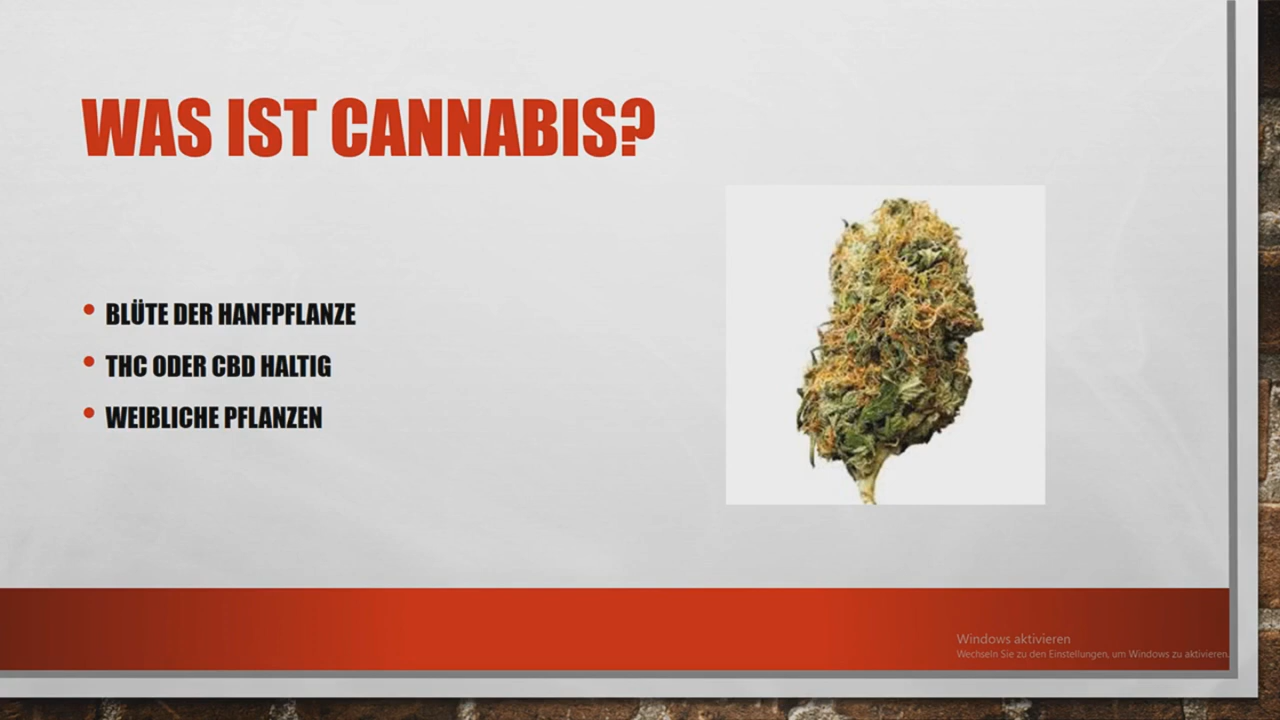 WAS IST CANNABIS?
• BLÜTE DER HANFPFLANZE
• THC ODER CBD HALTIG
• WEIBLICHE PFLANZEN
Windows aktivieren
Wechseln Sie zu den Einstellungen, um Windows zu aktivieren.